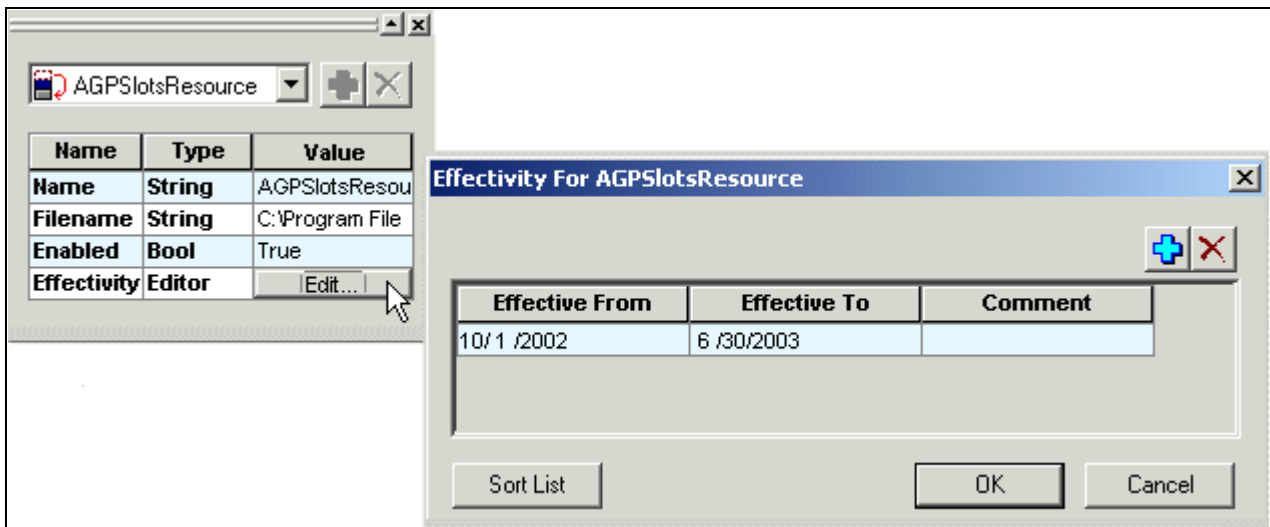 AGPSlotsResource
Name Type Value
Name String AGPSlotsResou
Filename String C:\Program File
Enabled Bool True
Effectivity Editor Edit...
Effectivity For AGPSlotsResource
Effective From Effective To Comment
10/ 1 /2002 6 /30/2003
Sort List OK Cancel